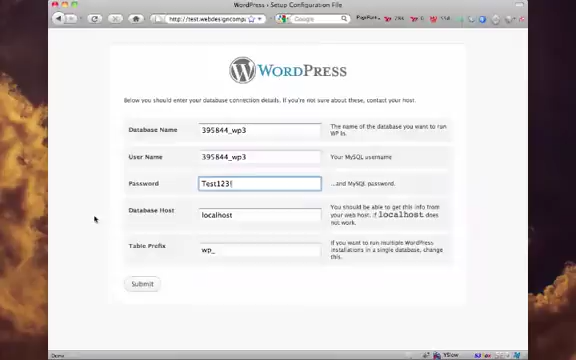 WordPress › Setup Configuration File
http://test.webdesigncompa
Google
WORDPRESS
Below you should enter your database connection details. If you're not sure about these, contact your host.
Database Name
395844_wp3
The name of the database you want to run
WP in.
User Name
395844_wp3
Your MySQL username
Password
Test123!
...and MySQL password.
Database Host
localhost
You should be able to get this info from
your web host, if localhost does
not work.
Table Prefix
wp_
If you want to run multiple WordPress
installations in a single database, change
this.
Submit
Done
YSlow